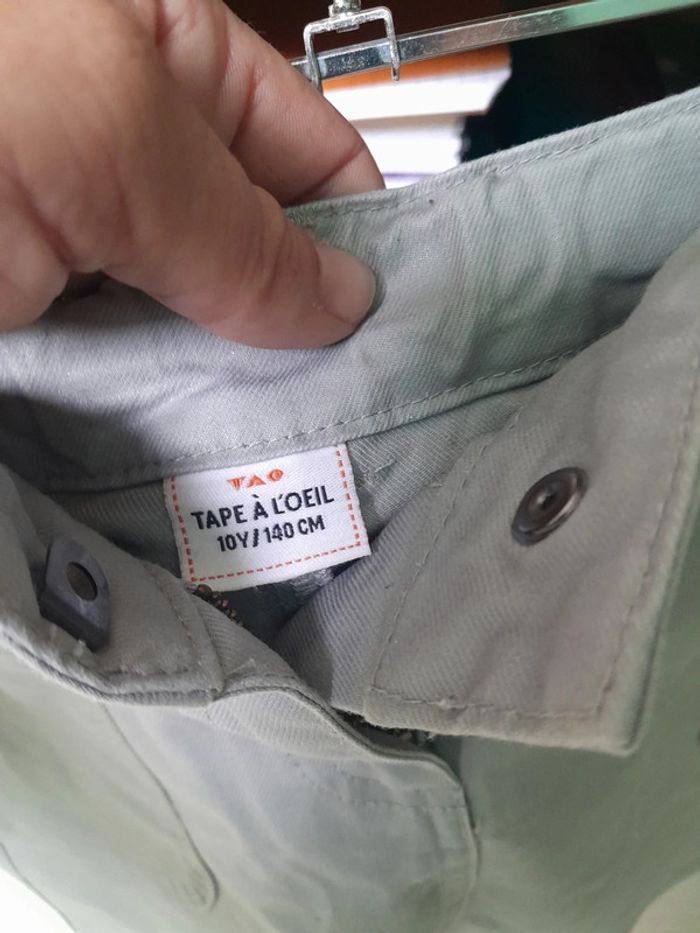 TAO
TAPE À L'OEIL
10Y/140 CM